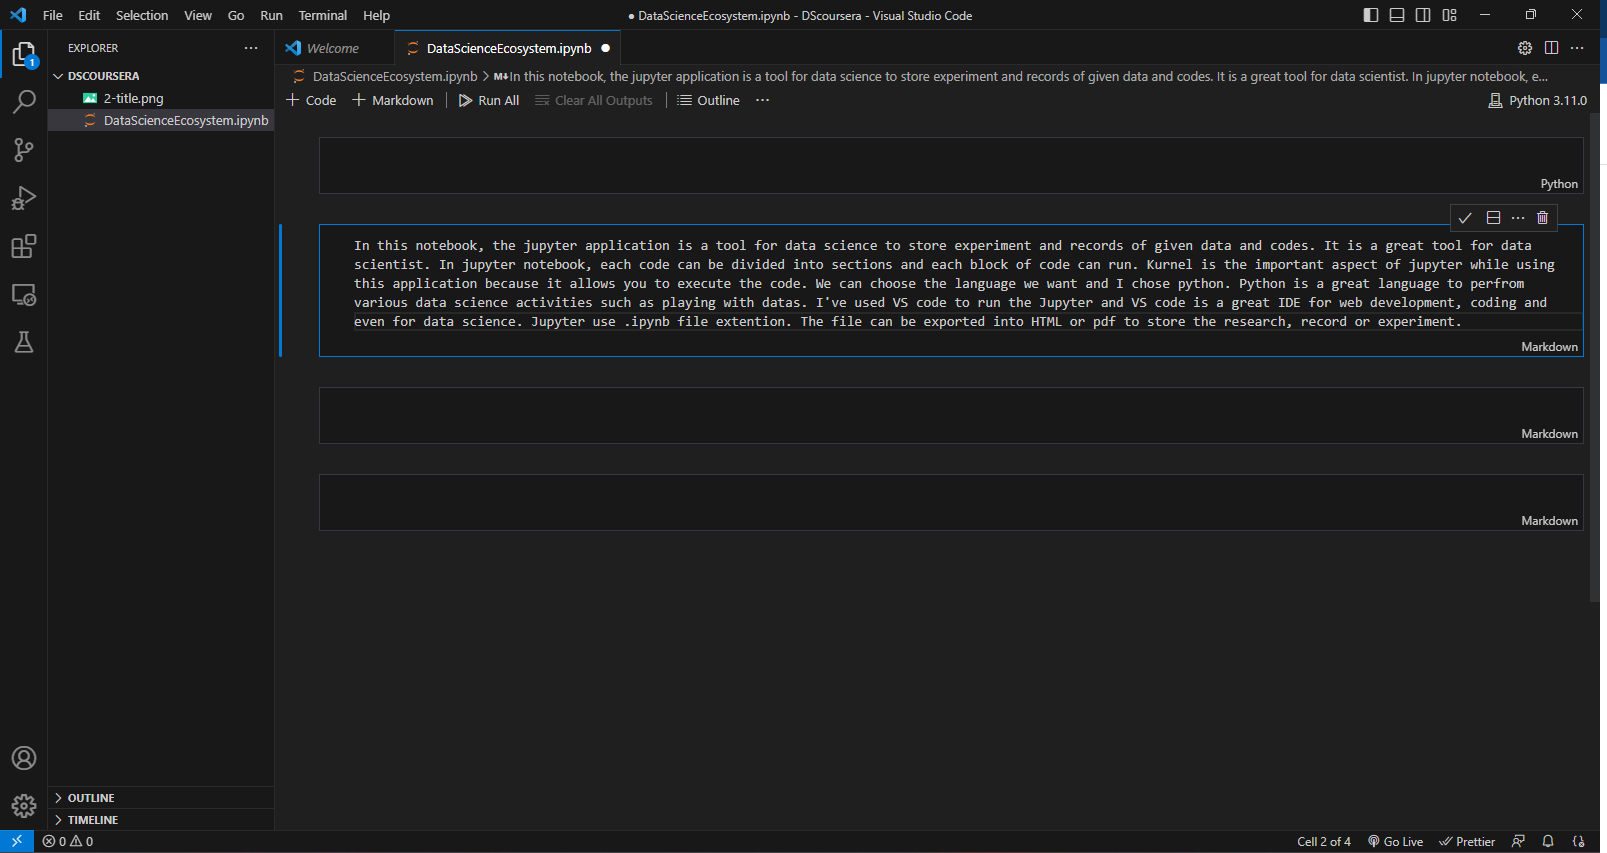 File Edit Selection View Go Run Terminal Help
● DataScienceEcosystem.ipynb - DScoursera - Visual Studio Code
EXPLORER
Welcome
DataScienceEcosystem.ipynb ●
1
DSCOURSERA
2-title.png
DataScienceEcosystem.ipynb
DataScienceEcosystem.ipynb > M↓In this notebook, the jupyter application is a tool for data science to store experiment and records of given data and codes. It is a great tool for data scientist. In jupyter notebook, e...
+ Code + Markdown | Run All Clear All Outputs | Outline ...
Python 3.11.0
Python
In this notebook, the jupyter application is a tool for data science to store experiment and records of given data and codes. It is a great tool for data
scientist. In jupyter notebook, each code can be divided into sections and each block of code can run. Kurnel is the important aspect of jupyter while using
this application because it allows you to execute the code. We can choose the language we want and I chose python. Python is a great language to perfrom
various data science activities such as playing with datas. I've used VS code to run the Jupyter and VS code is a great IDE for web development, coding and
even for data science. Jupyter use .ipynb file extention. The file can be exported into HTML or pdf to store the research, record or experiment.
Markdown
Markdown
Markdown
OUTLINE
TIMELINE
0 0
Cell 2 of 4 Go Live Prettier